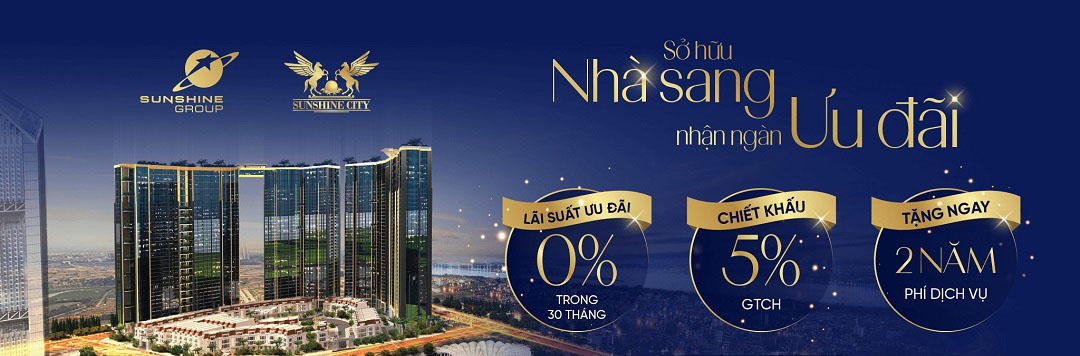 SUNSHINE
GROUP
SUNSHINE CITY
Sở hữu
Nhà sang
nhận ngàn Ưu đãi
LÃI SUẤT ƯU ĐÃI
0%
TRONG
30 THÁNG
CHIẾT KHẤU
5%
GTCH
TẶNG NGAY
2 NĂM
PHÍ DỊCH VỤ